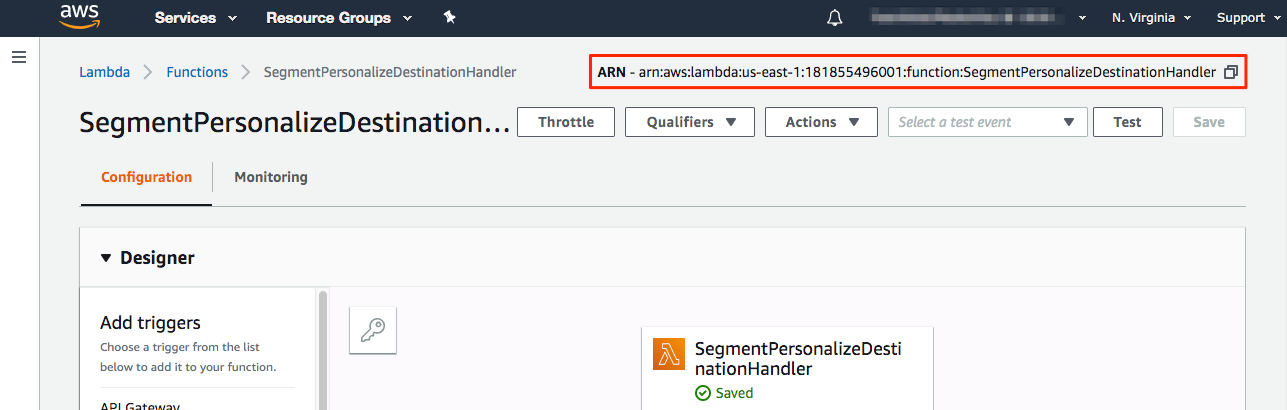 aws Services Resource Groups N. Virginia Support
Lambda Functions SegmentPersonalizeDestinationHandler ARN - arn:aws:lambda:us-east-1:181855496001:function:SegmentPersonalizeDestinationHandler
SegmentPersonalizeDestination... Throttle Qualifiers Actions Select a test event Test Save
Configuration Monitoring
Designer
Add triggers
Choose a trigger from the list
below to add it to your function.
API Gateway
SegmentPersonalizeDesti
nationHandler
Saved